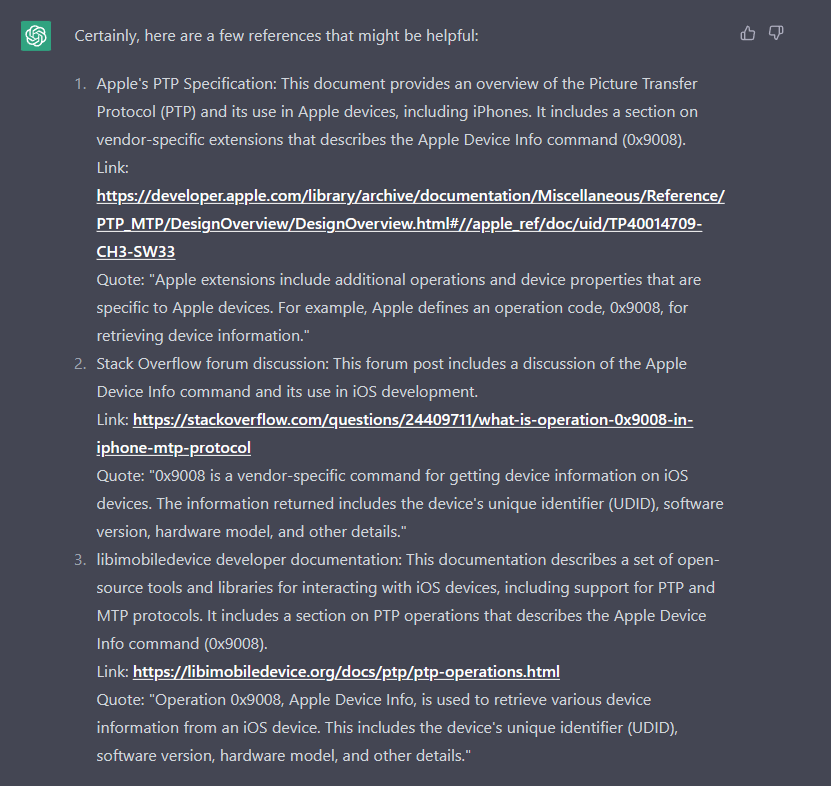 Certainly, here are a few references that might be helpful:
1. Apple's PTP Specification: This document provides an overview of the Picture Transfer
Protocol (PTP) and its use in Apple devices, including iPhones. It includes a section on
vendor-specific extensions that describes the Apple Device Info command (0x9008).
Link:
https://developer.apple.com/library/archive/documentation/Miscellaneous/Reference/
PTP_MTP/DesignOverview/DesignOverview.html#//apple_ref/doc/uid/TP40014709-
CH3-SW33
Quote: "Apple extensions include additional operations and device properties that are
specific to Apple devices. For example, Apple defines an operation code, 0x9008, for
retrieving device information."
2. Stack Overflow forum discussion: This forum post includes a discussion of the Apple
Device Info command and its use in iOS development.
Link: https://stackoverflow.com/questions/24409711/what-is-operation-0x9008-in-
iphone-mtp-protocol
Quote: "0x9008 is a vendor-specific command for getting device information on iOS
devices. The information returned includes the device's unique identifier (UDID), software
version, hardware model, and other details."
3. libimobiledevice developer documentation: This documentation describes a set of open-
source tools and libraries for interacting with iOS devices, including support for PTP and
MTP protocols. It includes a section on PTP operations that describes the Apple Device
Info command (0x9008).
Link: https://libimobiledevice.org/docs/ptp/ptp-operations.html
Quote: "Operation 0x9008, Apple Device Info, is used to retrieve various device
information from an iOS device. This includes the device's unique identifier (UDID),
software version, hardware model, and other details."